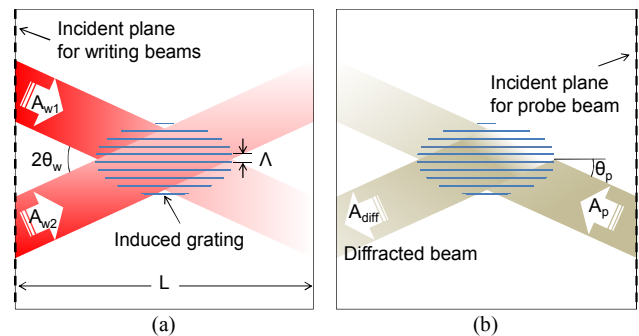 Incident plane
for writing beams
A_w1
2θ_w
Λ
A_w2
Induced grating
L
(a)
Incident plane
for probe beam
θ_p
A_diff
A_p
Diffracted beam
(b)